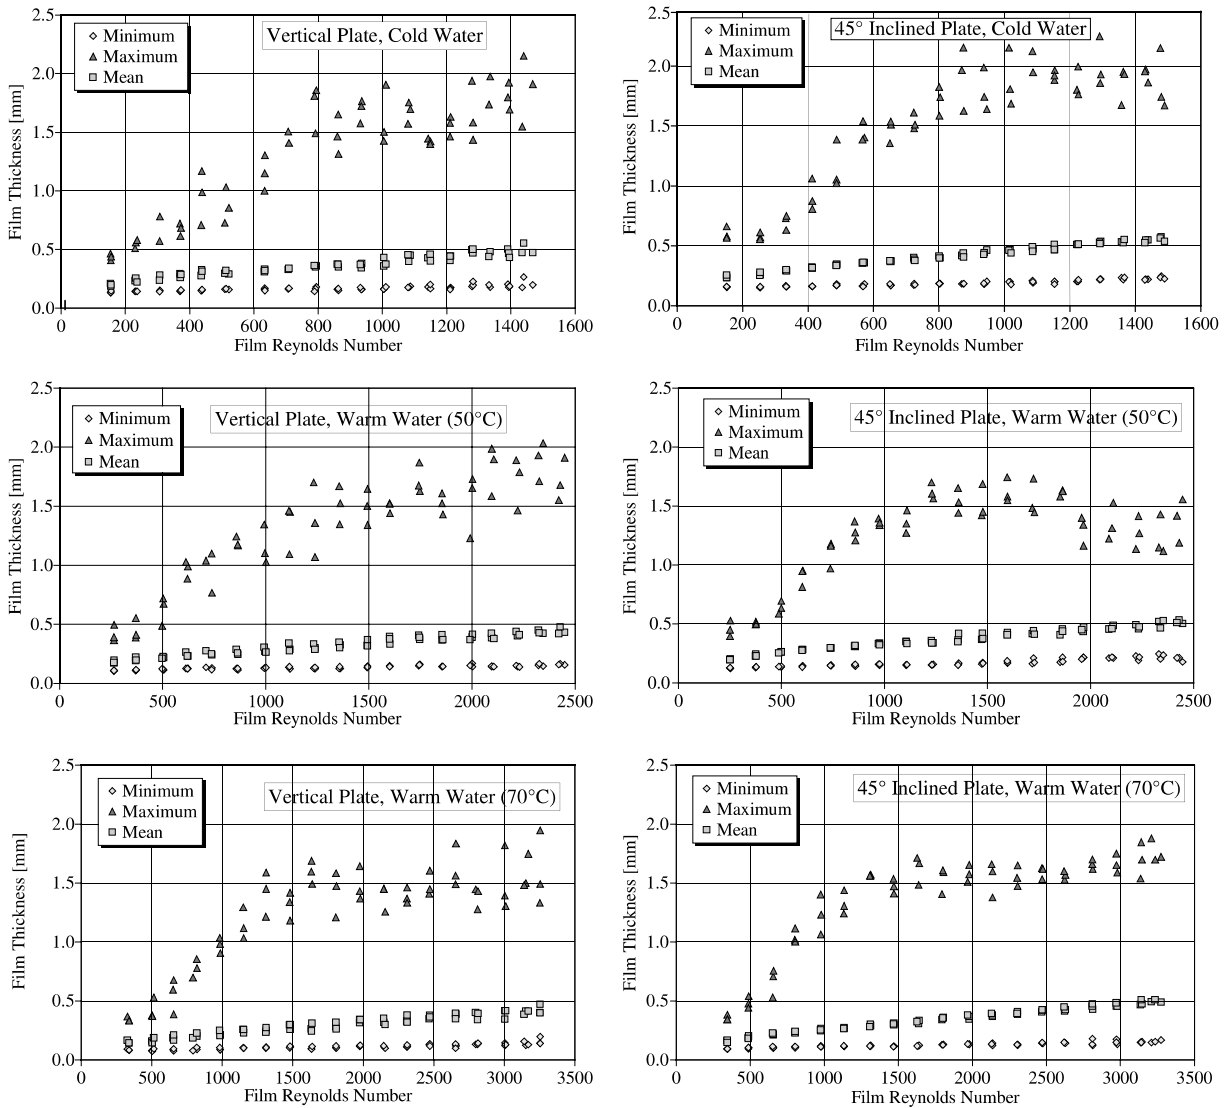 Vertical Plate, Cold Water
Minimum
Maximum
Mean
2.5
2.0
1.5
1.0
0.5
0.0
Film Thickness [mm]
0
200
400
600
800
1000
1200
1400
1600
Film Reynolds Number
45° Inclined Plate, Cold Water
Minimum
Maximum
Mean
2.5
2.0
1.5
1.0
0.5
0.0
Film Thickness [mm]
0
200
400
600
800
1000
1200
1400
1600
Film Reynolds Number
Vertical Plate, Warm Water (50°C)
Minimum
Maximum
Mean
2.5
2.0
1.5
1.0
0.5
0.0
Film Thickness [mm]
0
500
1000
1500
2000
2500
Film Reynolds Number
45° Inclined Plate, Warm Water (50°C)
Minimum
Maximum
Mean
2.5
2.0
1.5
1.0
0.5
0.0
Film Thickness [mm]
0
500
1000
1500
2000
2500
Film Reynolds Number
Vertical Plate, Warm Water (70°C)
Minimum
Maximum
Mean
2.5
2.0
1.5
1.0
0.5
0.0
Film Thickness [mm]
0
500
1000
1500
2000
2500
3000
3500
Film Reynolds Number
45° Inclined Plate, Warm Water (70°C)
Minimum
Maximum
Mean
2.5
2.0
1.5
1.0
0.5
0.0
Film Thickness [mm]
0
500
1000
1500
2000
2500
3000
3500
Film Reynolds Number